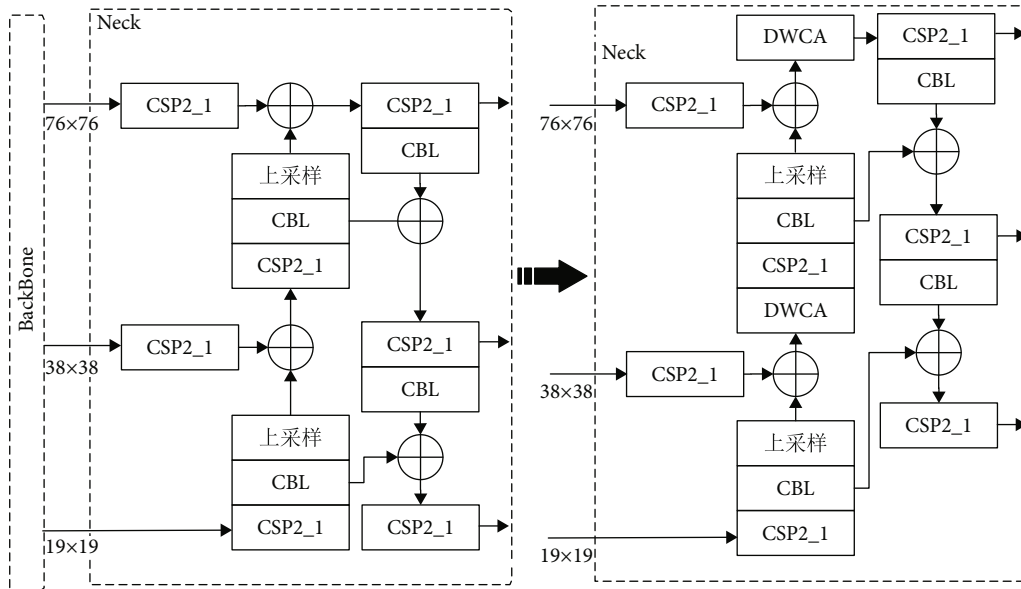 BackBone
Neck
76×76
CSP2_1
CSP2_1
CBL
上采样
CBL
CSP2_1
38×38
CSP2_1
CSP2_1
CBL
上采样
CBL
CSP2_1
19×19
CSP2_1
Neck
DWCA
CSP2_1
CBL
76×76
CSP2_1
上采样
CBL
CSP2_1
DWCA
CSP2_1
CBL
38×38
CSP2_1
CSP2_1
上采样
CBL
CSP2_1
19×19